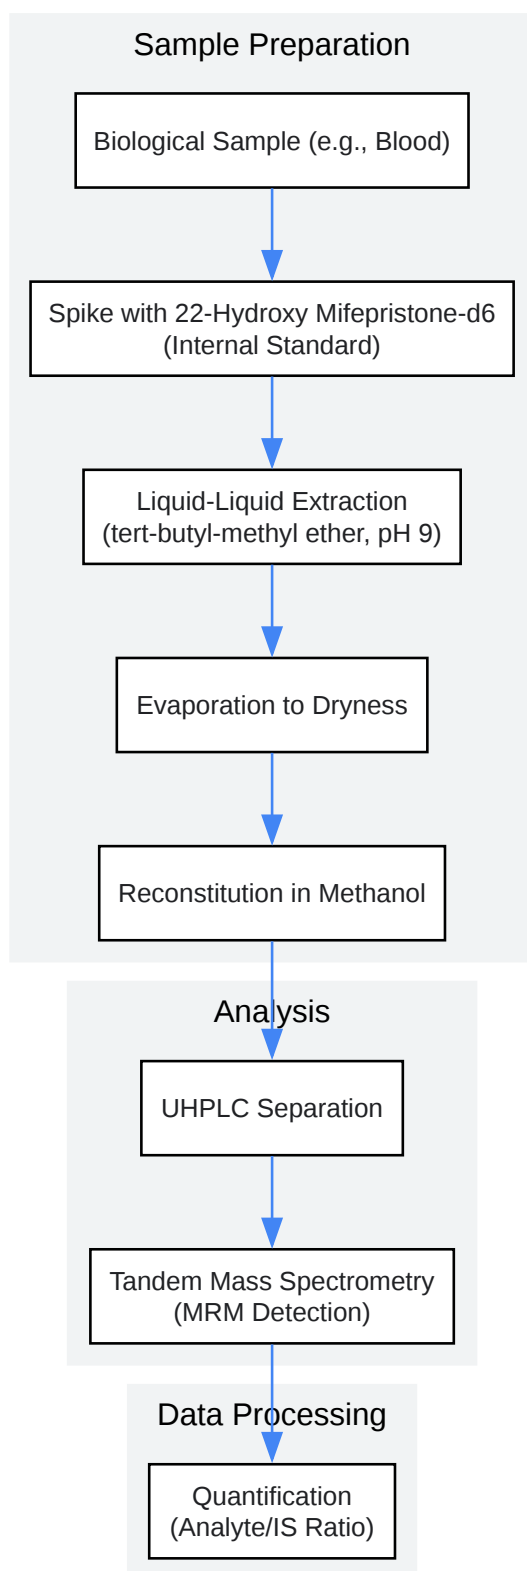 Sample Preparation
Biological Sample (e.g., Blood)
Spike with 22-Hydroxy Mifepristone-d6
(Internal Standard)
Liquid-Liquid Extraction
(tert-butyl-methyl ether, pH 9)
Evaporation to Dryness
Reconstitution in Methanol
Analysis
UHPLC Separation
Tandem Mass Spectrometry
(MRM Detection)
Data Processing
Quantification
(Analyte/IS Ratio)